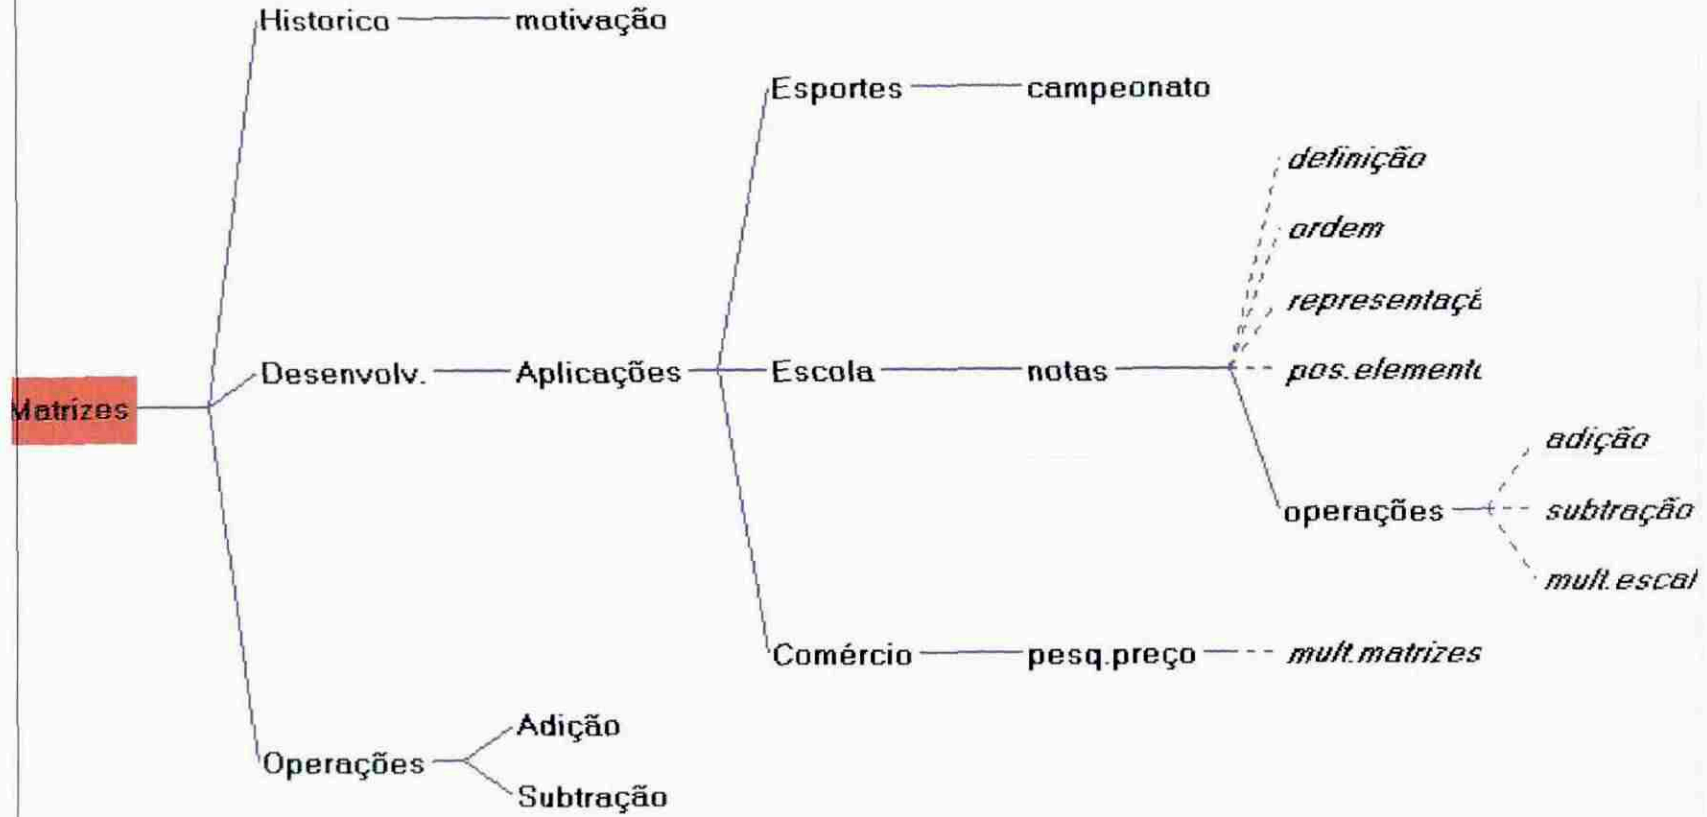 Historico motivação
Esportes campeonato
definição
ordem
representaçã
Desenvolv. Aplicações Escola notas pos.elemento
Matrizes
adição
operações subtração
mult.escal
Comércio pesq.preço mult.matrizes
Adição
Operações
Subtração